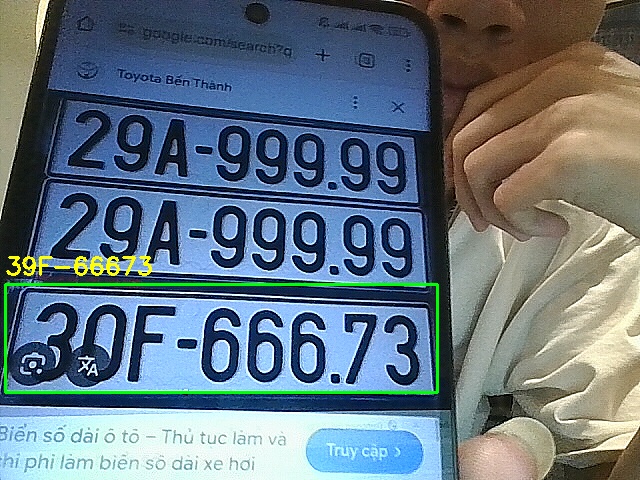 google.com/search?q
Toyota Bến Thành
29A-999.99
29A-999.99
39F-66673
30F-666.73
Biển số dài ô tô – Thủ tục làm và
chi phí làm biển số dài xe hơi
Truy cập